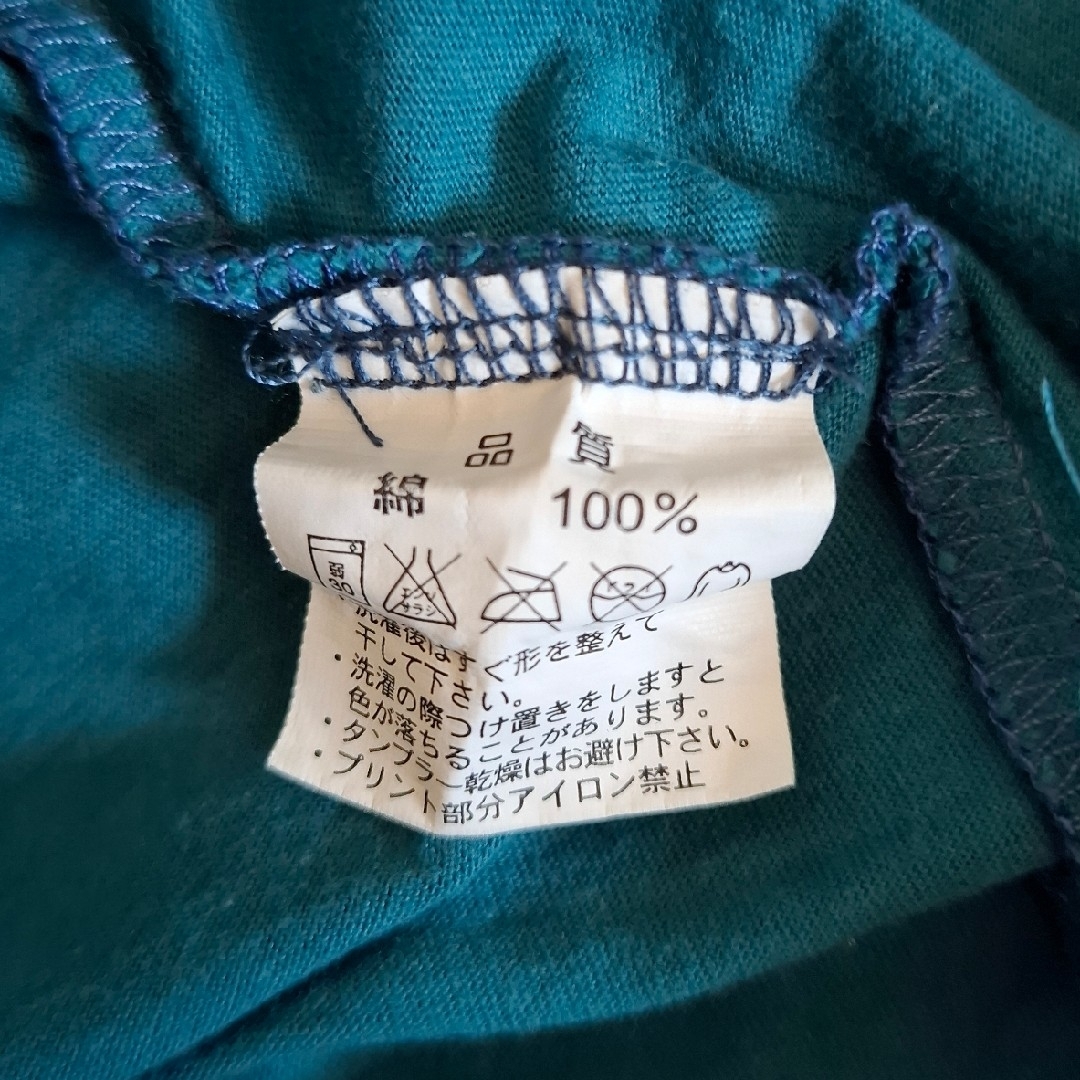 品質
綿 100%
弱 30 エンソ サラシ ドライ
・洗濯後はすぐ形を整えて
干して下さい。
・洗濯の際つけ置きをしますと
色が落ちることがあります。
・タンブラー乾燥はお避け下さい。
・プリント部分アイロン禁止